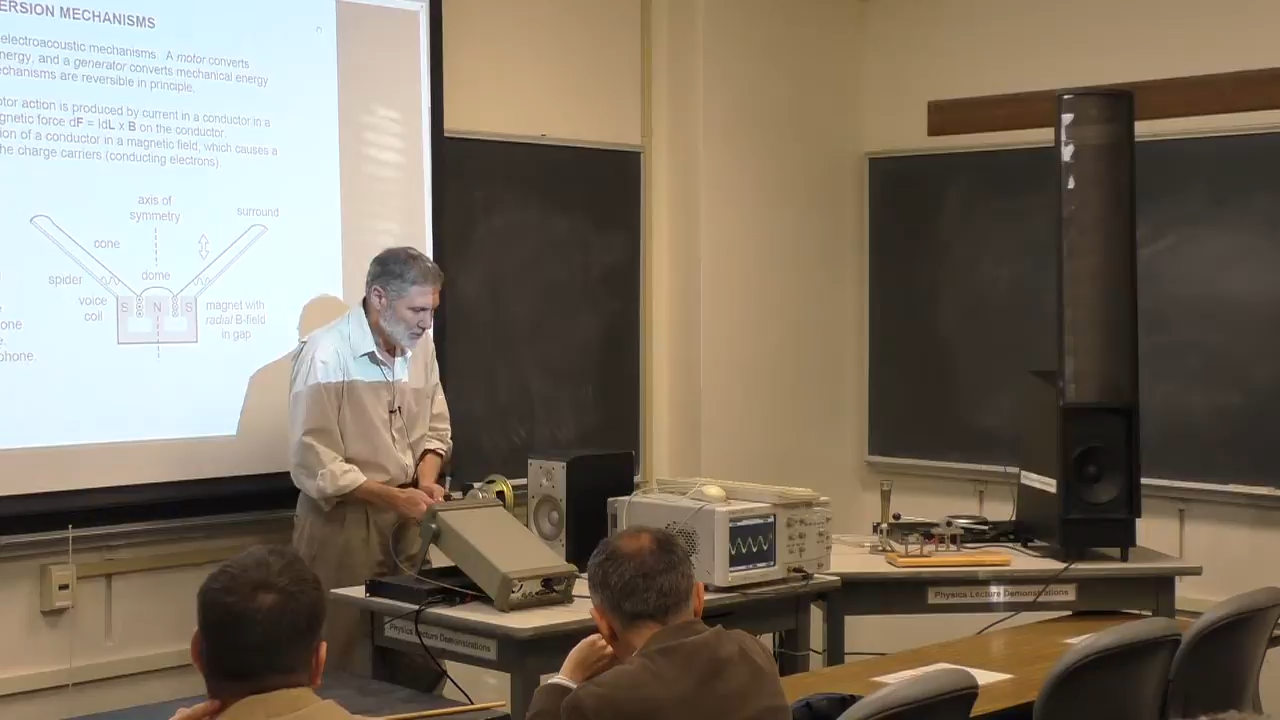 ERSION MECHANISMS
electroacoustic mechanisms. A motor converts
nergy, and a generator converts mechanical energy
echanisms are reversible in principle.
otor action is produced by current in a conductor in a
gnetic force dF = IdL x B on the conductor.
ion of a conductor in a magnetic field, which causes a
he charge carriers (conducting electrons).
axis of
symmetry
surround
cone
spider
dome
voice
coil
S N S
magnet with
radial B-field
in gap
one
e.
phone.
Physics Lecture Demonstrations
Physics Lecture Demonstrations